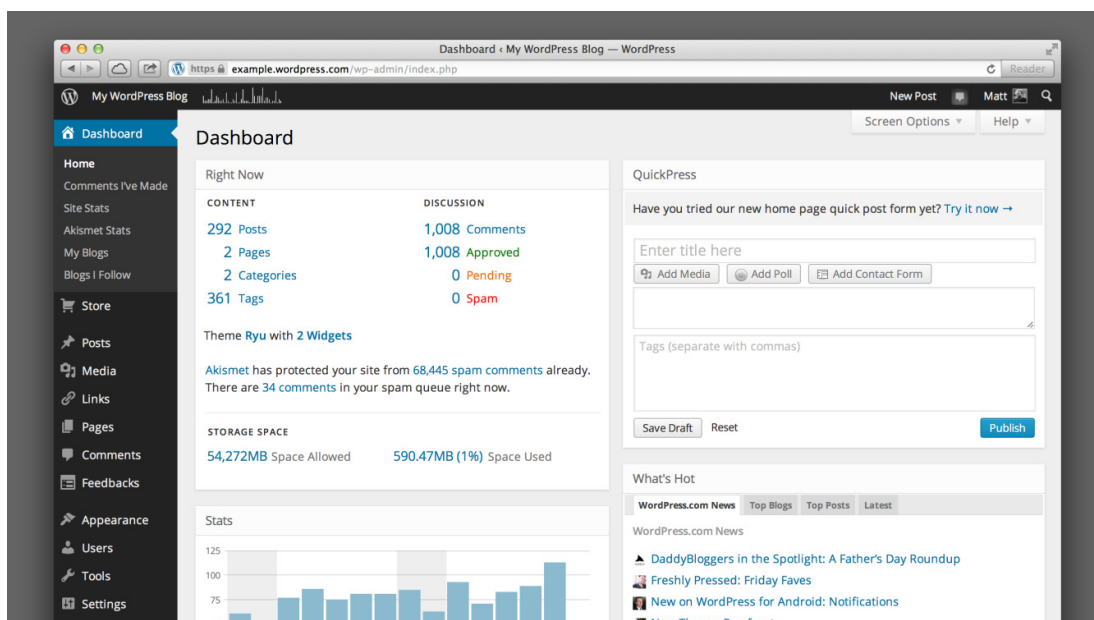 Dashboard ‹ My WordPress Blog — WordPress
https example.wordpress.com/wp-admin/index.php
Reader
My WordPress Blog
New Post
Matt
Dashboard
Home
Comments I've Made
Site Stats
Akismet Stats
My Blogs
Blogs I Follow
Store
Posts
Media
Links
Pages
Comments
Feedbacks
Appearance
Users
Tools
Settings
Screen Options
Help
Dashboard
Right Now
CONTENT
292 Posts
2 Pages
2 Categories
361 Tags
DISCUSSION
1,008 Comments
1,008 Approved
0 Pending
0 Spam
Theme Ryu with 2 Widgets
Akismet has protected your site from 68,445 spam comments already.
There are 34 comments in your spam queue right now.
STORAGE SPACE
54,272MB Space Allowed
590.47MB (1%) Space Used
Stats
125
100
75
QuickPress
Have you tried our new home page quick post form yet? Try it now →
Enter title here
Add Media
Add Poll
Add Contact Form
Tags (separate with commas)
Save Draft
Reset
Publish
What's Hot
WordPress.com News
Top Blogs
Top Posts
Latest
WordPress.com News
DaddyBloggers in the Spotlight: A Father's Day Roundup
Freshly Pressed: Friday Faves
New on WordPress for Android: Notifications